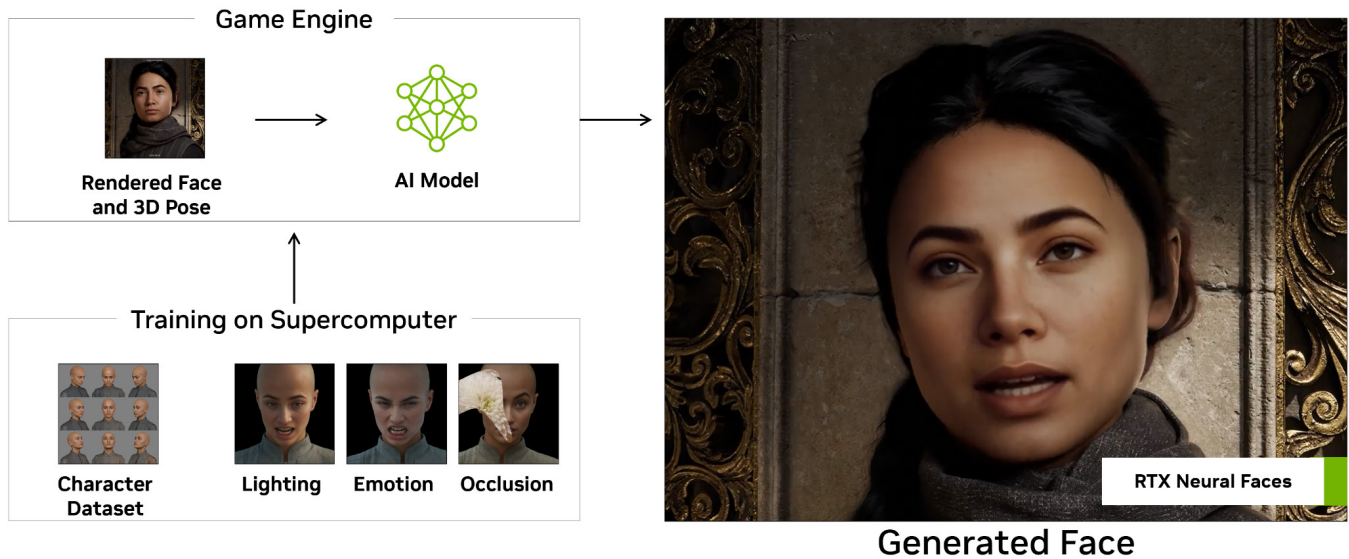 Game Engine
Rendered Face
and 3D Pose
AI Model
Training on Supercomputer
Character
Dataset
Lighting
Emotion
Occlusion
RTX Neural Faces
Generated Face